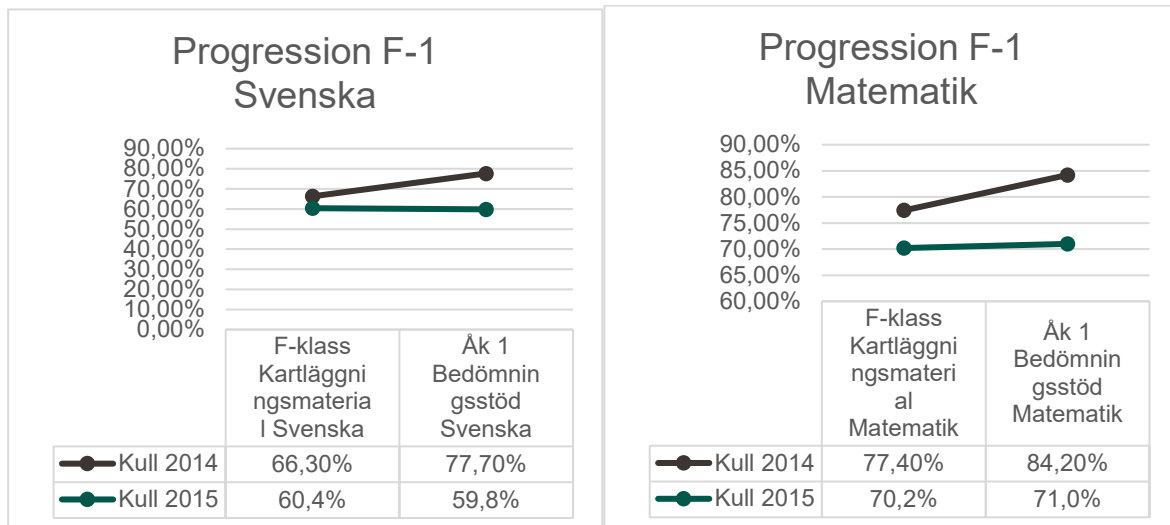 Progression F-1
Svenska
90,00%
80,00%
70,00%
60,00%
50,00%
40,00%
30,00%
20,00%
10,00%
0,00%
F-klass
Kartläggni
ngsmateria
l Svenska
Åk 1
Bedömnin
gsstöd
Svenska
Kull 2014 66,30% 77,70%
Kull 2015 60,4% 59,8%
Progression F-1
Matematik
90,00%
85,00%
80,00%
75,00%
70,00%
65,00%
60,00%
F-klass
Kartläggni
ngsmateri
al
Matematik
Åk 1
Bedömnin
gsstöd
Matematik
Kull 2014 77,40% 84,20%
Kull 2015 70,2% 71,0%